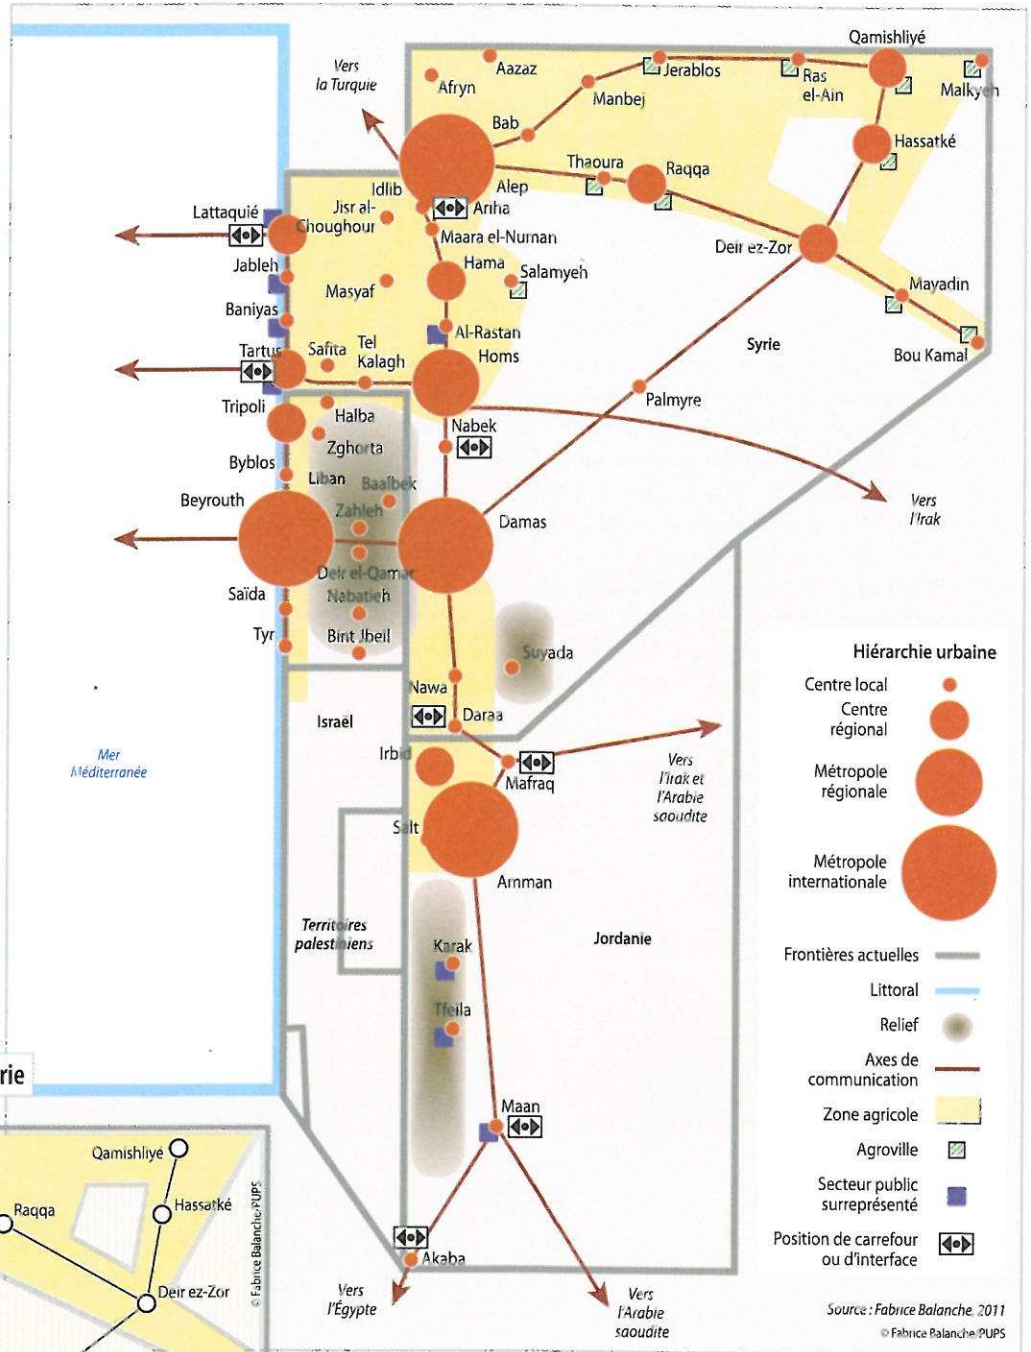 Vers
la Turquie
Aazaz
Afryn
Jerablos
Manbej
Ras
el-Ain
Qamishliyé
Malkyeh
Bab
Thaoura
Raqqa
Hassatké
Alep
Idlib
Ariha
Jisr al-
Choughour
Lattaquié
Maara el-Numan
Deir ez-Zor
Jableh
Hama
Salamyeh
Masyaf
Mayadin
Baniyas
Al-Rastan
Tartus
Safita
Tel
Kalagh
Homs
Syrie
Bou Kamal
Palmyre
Tripoli
Halba
Nabek
Zghorta
Byblos
Liban
Baalbek
Beyrouth
Zahleh
Damas
Vers
l'Irak
Deir el-Qamar
Saïda
Nabatieh
Tyr
Bint Jbeil
Suyada
Nawa
Daraa
Israël
Irbid
Mafraq
Vers
l'Irak et
l'Arabie
saoudite
Mer
Méditerranée
Salt
Amman
Territoires
palestiniens
Karak
Jordanie
Tfeila
Maan
Akaba
Vers
l'Égypte
Vers
l'Arabie
saoudite
Hiérarchie urbaine
Centre local
Centre
régional
Métropole
régionale
Métropole
internationale
Frontières actuelles
Littoral
Relief
Axes de
communication
Zone agricole
Agroville
Secteur public
surreprésenté
Position de carrefour
ou d'interface
Source : Fabrice Balanche, 2011
© Fabrice Balanche/PUPS
rie
Qamishliyé
Raqqa
Hassatké
Deir ez-Zor
© Fabrice Balanche/PUPS